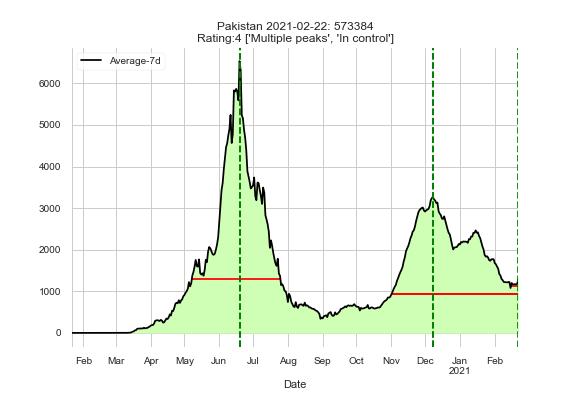 Pakistan 2021-02-22: 573384
Rating:4 ['Multiple peaks', 'In control']
Average-7d
6000
5000
4000
3000
2000
1000
0
Feb Mar Apr May Jun Jul Aug Sep Oct Nov Dec Jan Feb
2021
Date